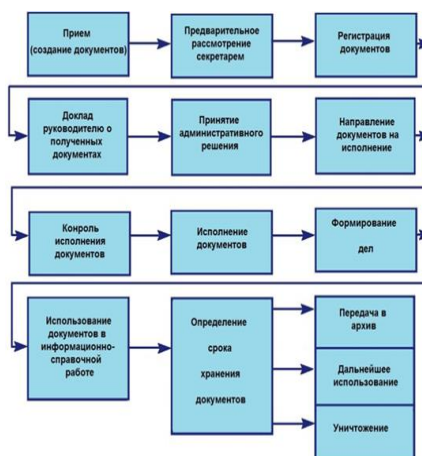 Прием
(создание документов)
Предварительное
рассмотрение
секретарем
Регистрация
документов
Доклад
руководителю о
полученных
документах
Принятие
административного
решения
Направление
документов на
исполнение
Конроль
исполнения
документов
Исполнение
документов
Формирование
дел
Использование
документов в
информационно-
справочной
работе
Определение
срока
хранения
документов
Передача в
архив
Дальнейшее
использование
Уничтожение